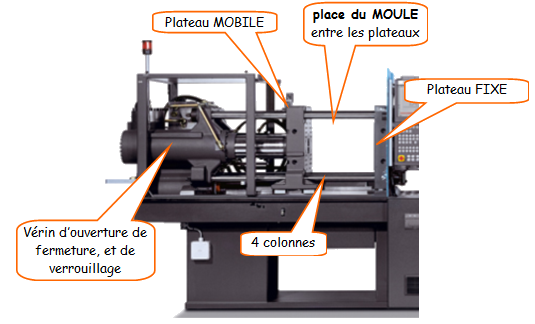 Plateau MOBILE
place du MOULE
entre les plateaux
Plateau FIXE
Vérin d'ouverture de
fermeture, et de
verrouillage
4 colonnes